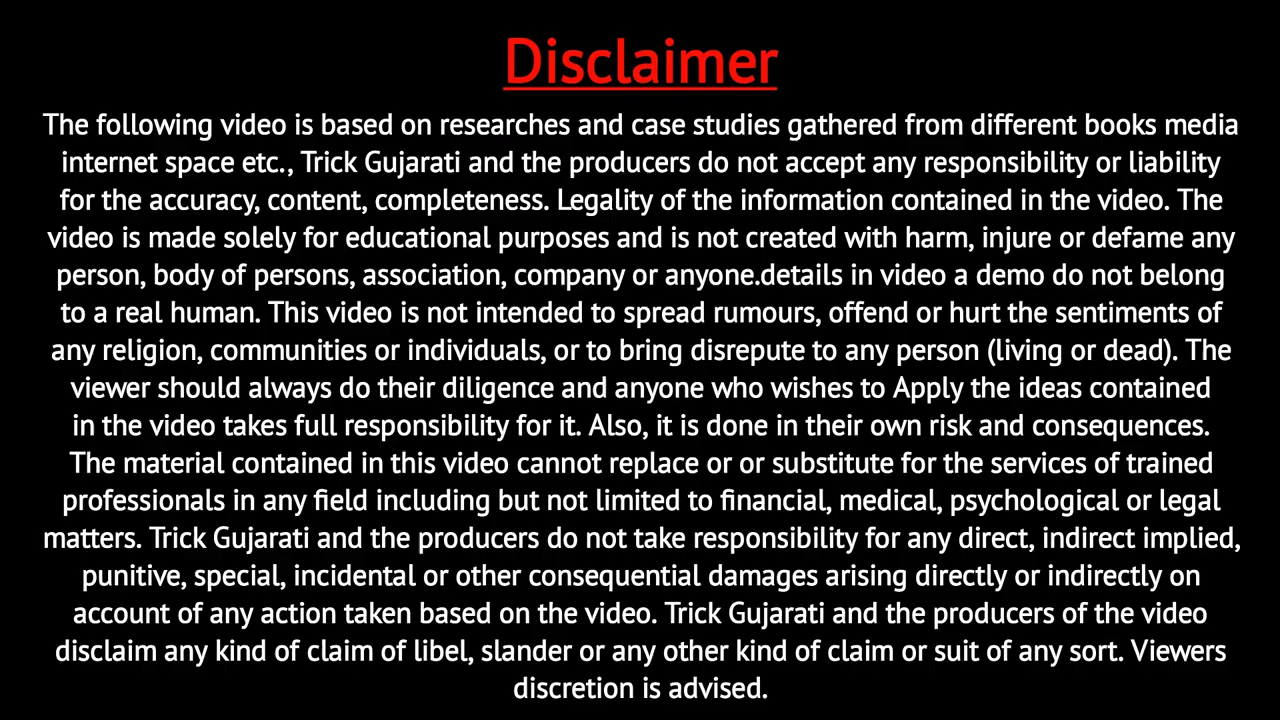 Disclaimer
The following video is based on researches and case studies gathered from different books media
internet space etc., Trick Gujarati and the producers do not accept any responsibility or liability
for the accuracy, content, completeness. Legality of the information contained in the video. The
video is made solely for educational purposes and is not created with harm, injure or defame any
person, body of persons, association, company or anyone.details in video a demo do not belong
to a real human. This video is not intended to spread rumours, offend or hurt the sentiments of
any religion, communities or individuals, or to bring disrepute to any person (living or dead). The
viewer should always do their diligence and anyone who wishes to Apply the ideas contained
in the video takes full responsibility for it. Also, it is done in their own risk and consequences.
The material contained in this video cannot replace or or substitute for the services of trained
professionals in any field including but not limited to financial, medical, psychological or legal
matters. Trick Gujarati and the producers do not take responsibility for any direct, indirect implied,
punitive, special, incidental or other consequential damages arising directly or indirectly on
account of any action taken based on the video. Trick Gujarati and the producers of the video
disclaim any kind of claim of libel, slander or any other kind of claim or suit of any sort. Viewers
discretion is advised.